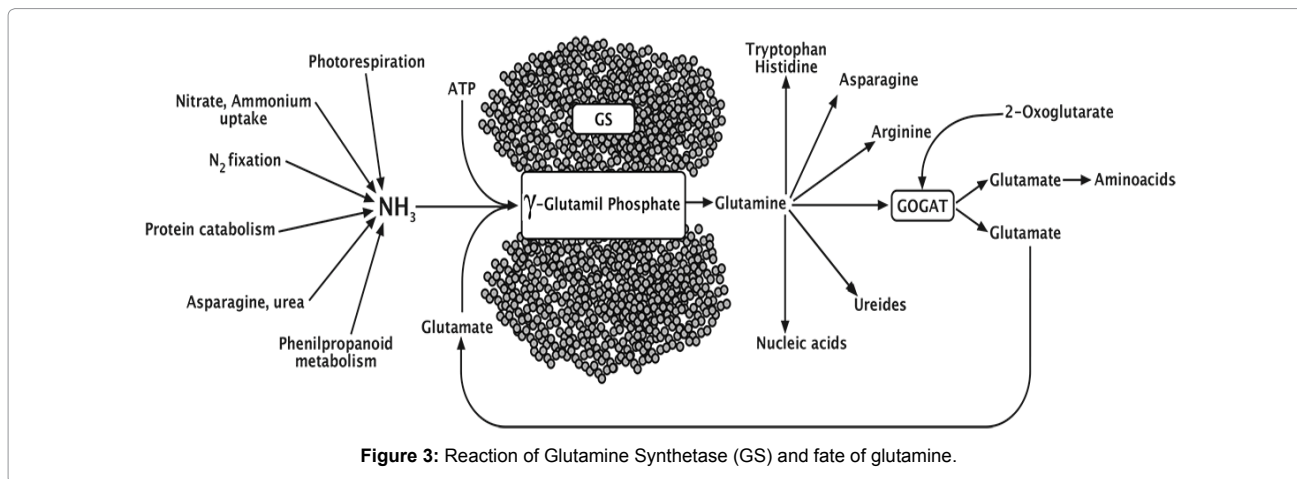 Photorespiration
Nitrate, Ammonium
uptake
N2 fixation
Protein catabolism
Asparagine, urea
Phenilpropanoid
metabolism
NH3
ATP
Glutamate
GS
γ-Glutamil Phosphate
Glutamine
Tryptophan
Histidine
Asparagine
Arginine
2-Oxoglutarate
GOGAT
Glutamate
Aminoacids
Glutamate
Ureides
Nucleic acids
Figure 3: Reaction of Glutamine Synthetase (GS) and fate of glutamine.